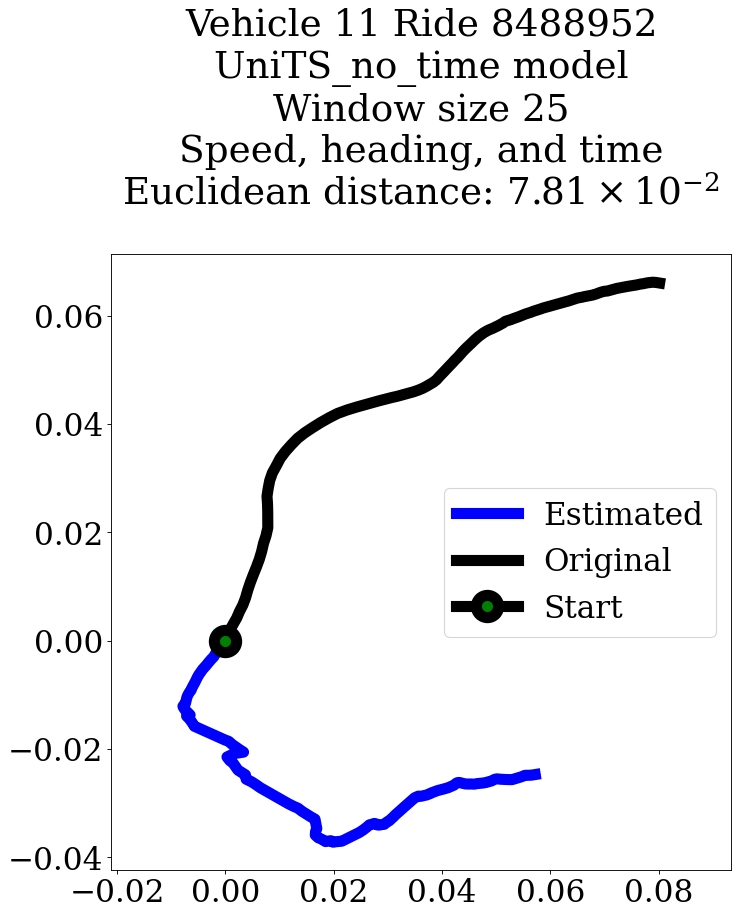 Vehicle 11 Ride 8488952
UniTS_no_time model
Window size 25
Speed, heading, and time
Euclidean distance: 7.81 × 10⁻²
0.06
0.04
0.02
0.00
−0.02
−0.04
Estimated
Original
Start
−0.02 0.00 0.02 0.04 0.06 0.08